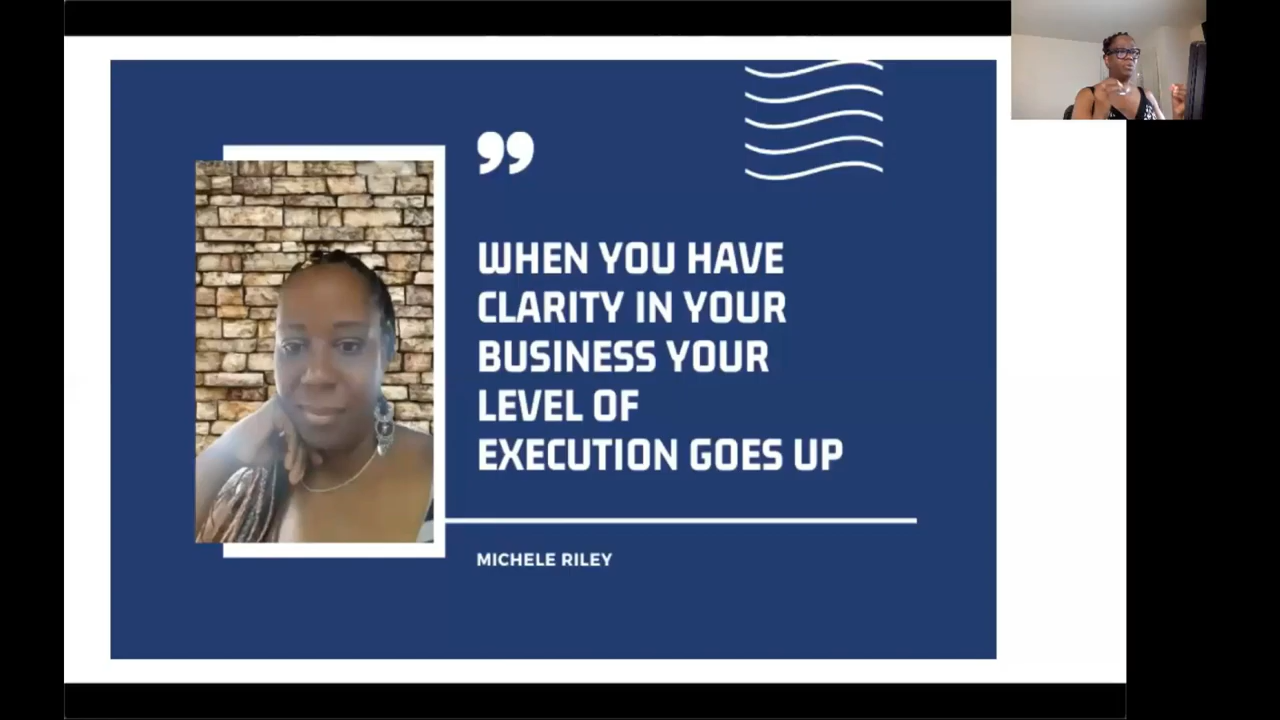 ”
WHEN YOU HAVE
CLARITY IN YOUR
BUSINESS YOUR
LEVEL OF
EXECUTION GOES UP
MICHELE RILEY